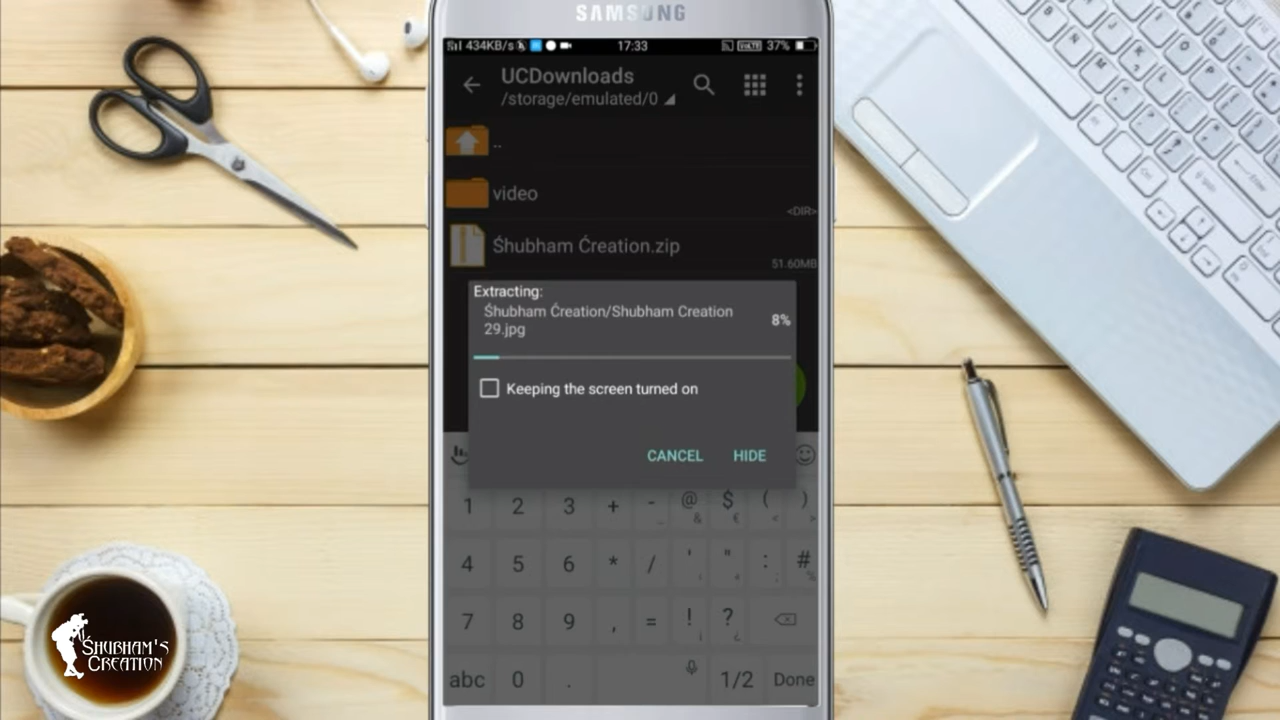 SAMSUNG
434KB/s 17:33 VoLTE 37%
UCDownloads
/storage/emulated/0
..
video
<DIR>
Śhubham Ćreation.zip
51.60MB
Extracting:
Śhubham Ćreation/Shubham Creation
29.jpg
8%
Keeping the screen turned on
CANCEL HIDE
1 2 3 + - _ @ & $ € ( < ) >
4 5 6 * / ' " : ; # %
7 8 9 , = ! ¡ ? ¿
abc 0 . 1/2 Done
SHUBHAM'S
CREATION